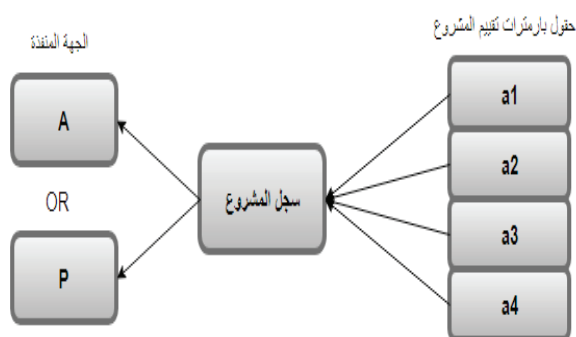 حقول بارمترات تقييم المشروع
الجهة المنفذة
a1
A
a2
سجل المشروع
OR
a3
P
a4